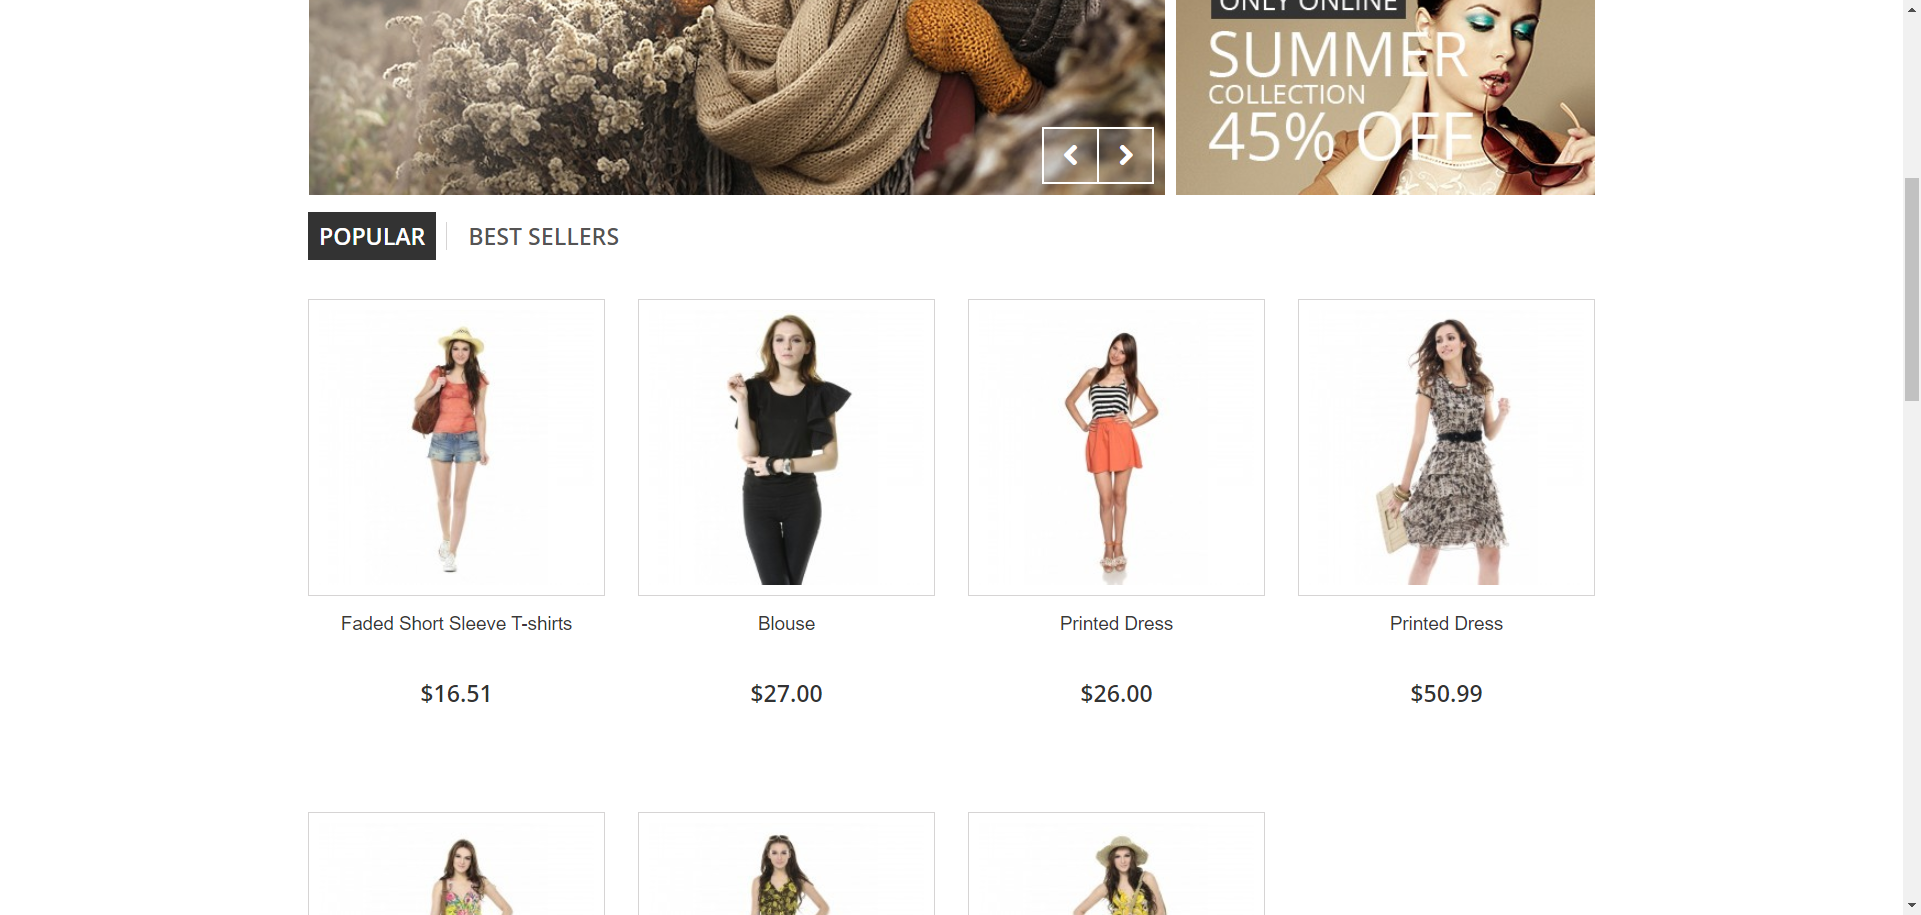 ONLY ONLINE
SUMMER
COLLECTION
45% OFF
POPULAR
BEST SELLERS
Faded Short Sleeve T-shirts
Blouse
Printed Dress
Printed Dress
$16.51
$27.00
$26.00
$50.99